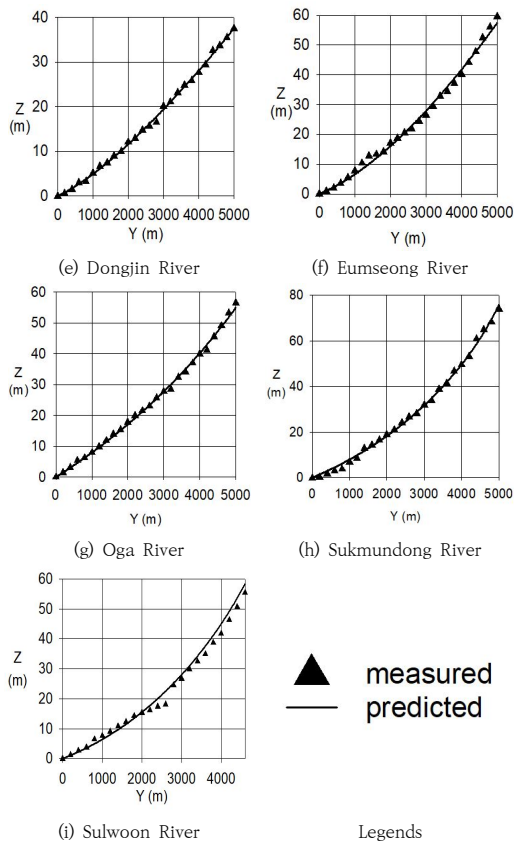 40
30
20
10
0
Z
(m)
0 1000 2000 3000 4000 5000
Y (m)
(e) Dongjin River
60
50
40
30
20
10
0
Z
(m)
0 1000 2000 3000 4000 5000
Y (m)
(f) Eumseong River
60
50
40
30
20
10
0
Z
(m)
0 1000 2000 3000 4000 5000
Y (m)
(g) Oga River
80
60
40
20
0
Z
(m)
0 1000 2000 3000 4000 5000
Y (m)
(h) Sukmundong River
60
50
40
30
20
10
0
Z
(m)
0 1000 2000 3000 4000
Y (m)
(i) Sulwoon River
measured
predicted
Legends